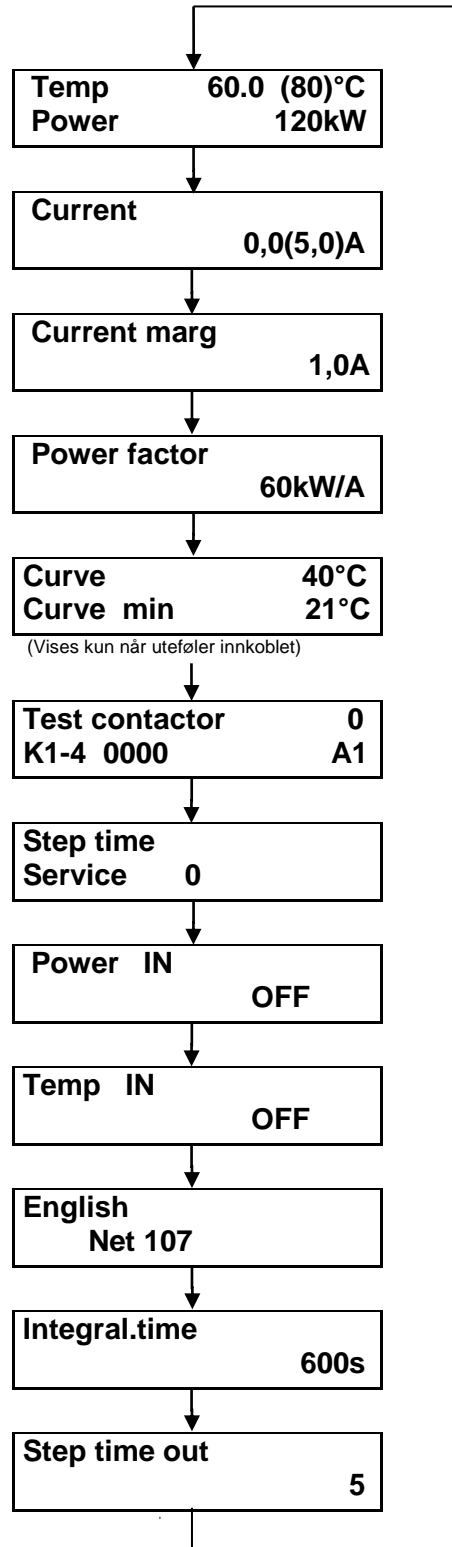 Temp 60.0 (80)°C
Power 120kW
Current
0,0(5,0)A
Current marg
1,0A
Power factor
60kW/A
Curve 40°C
Curve min 21°C
(Vises kun når uteføler innkoblet)
Test contactor 0
K1-4 0000 A1
Step time
Service 0
Power IN
OFF
Temp IN
OFF
English
Net 107
Integral.time
600s
Step time out
5